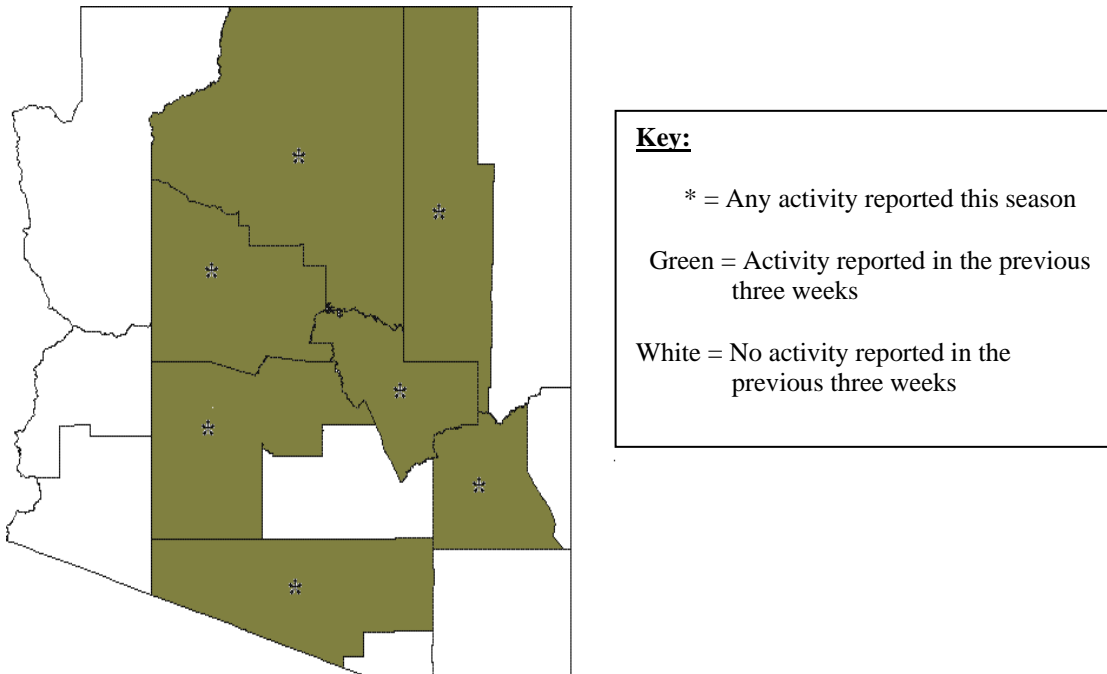 Key:
* = Any activity reported this season
Green = Activity reported in the previous
three weeks
White = No activity reported in the
previous three weeks